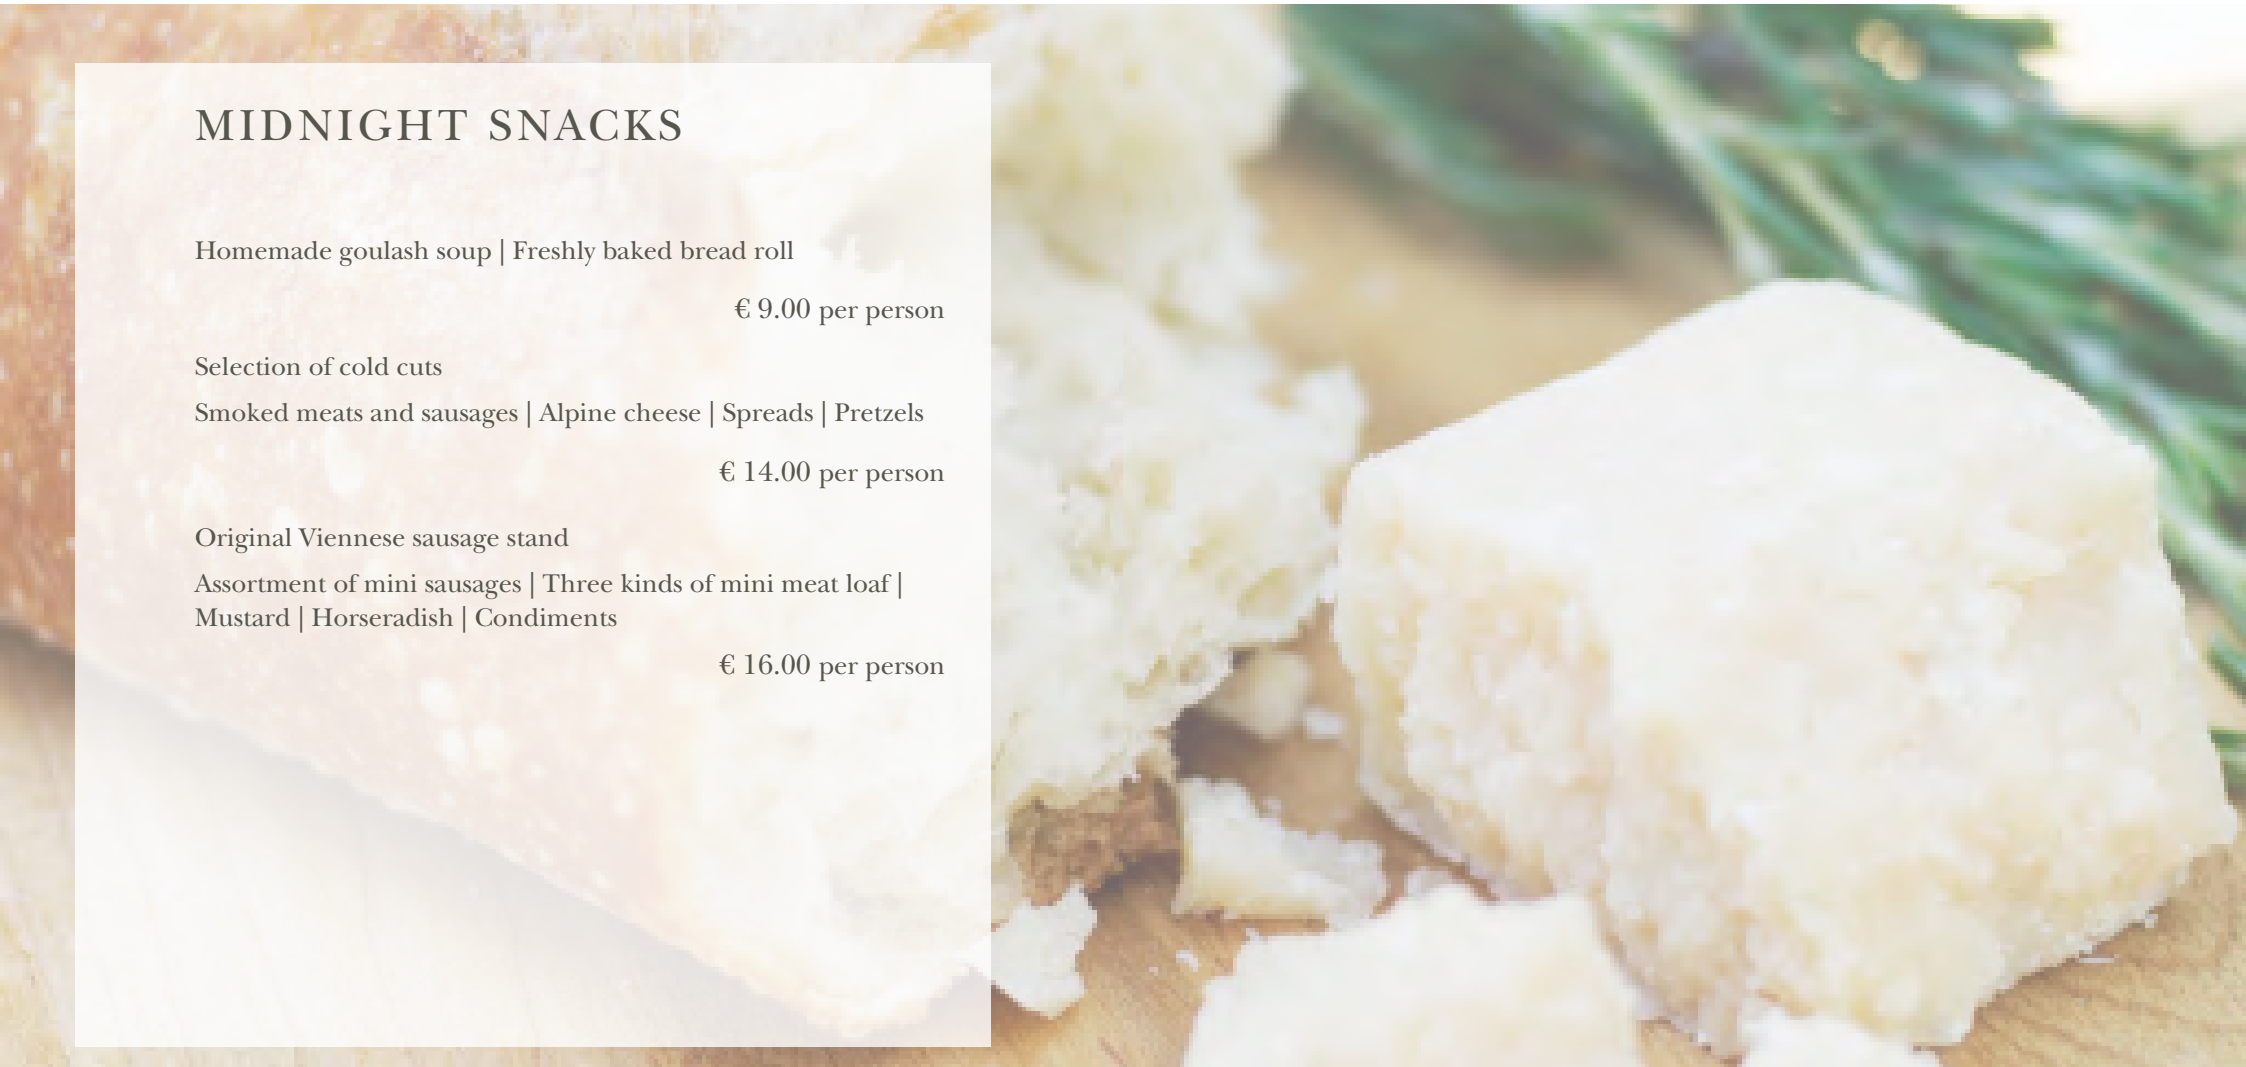 MIDNIGHT SNACKS
Homemade goulash soup | Freshly baked bread roll
€ 9.00 per person
Selection of cold cuts
Smoked meats and sausages | Alpine cheese | Spreads | Pretzels
€ 14.00 per person
Original Viennese sausage stand
Assortment of mini sausages | Three kinds of mini meat loaf |
Mustard | Horseradish | Condiments
€ 16.00 per person